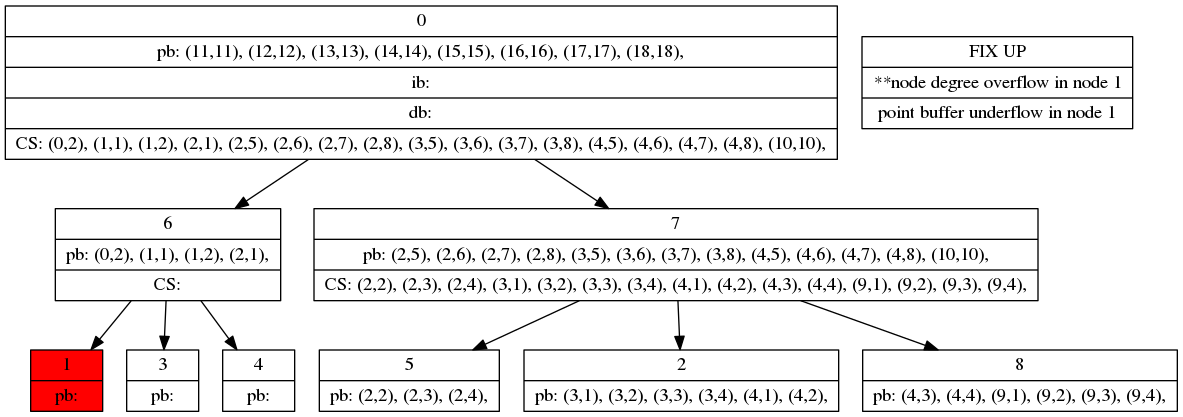 0
pb: (11,11), (12,12), (13,13), (14,14), (15,15), (16,16), (17,17), (18,18),
ib:
db:
CS: (0,2), (1,1), (1,2), (2,1), (2,5), (2,6), (2,7), (2,8), (3,5), (3,6), (3,7), (3,8), (4,5), (4,6), (4,7), (4,8), (10,10),
FIX UP
**node degree overflow in node 1
point buffer underflow in node 1
6
pb: (0,2), (1,1), (1,2), (2,1),
CS:
7
pb: (2,5), (2,6), (2,7), (2,8), (3,5), (3,6), (3,7), (3,8), (4,5), (4,6), (4,7), (4,8), (10,10),
CS: (2,2), (2,3), (2,4), (3,1), (3,2), (3,3), (3,4), (4,1), (4,2), (4,3), (4,4), (9,1), (9,2), (9,3), (9,4),
1
pb:
3
pb:
4
pb:
5
pb: (2,2), (2,3), (2,4),
2
pb: (3,1), (3,2), (3,3), (3,4), (4,1), (4,2),
8
pb: (4,3), (4,4), (9,1), (9,2), (9,3), (9,4),